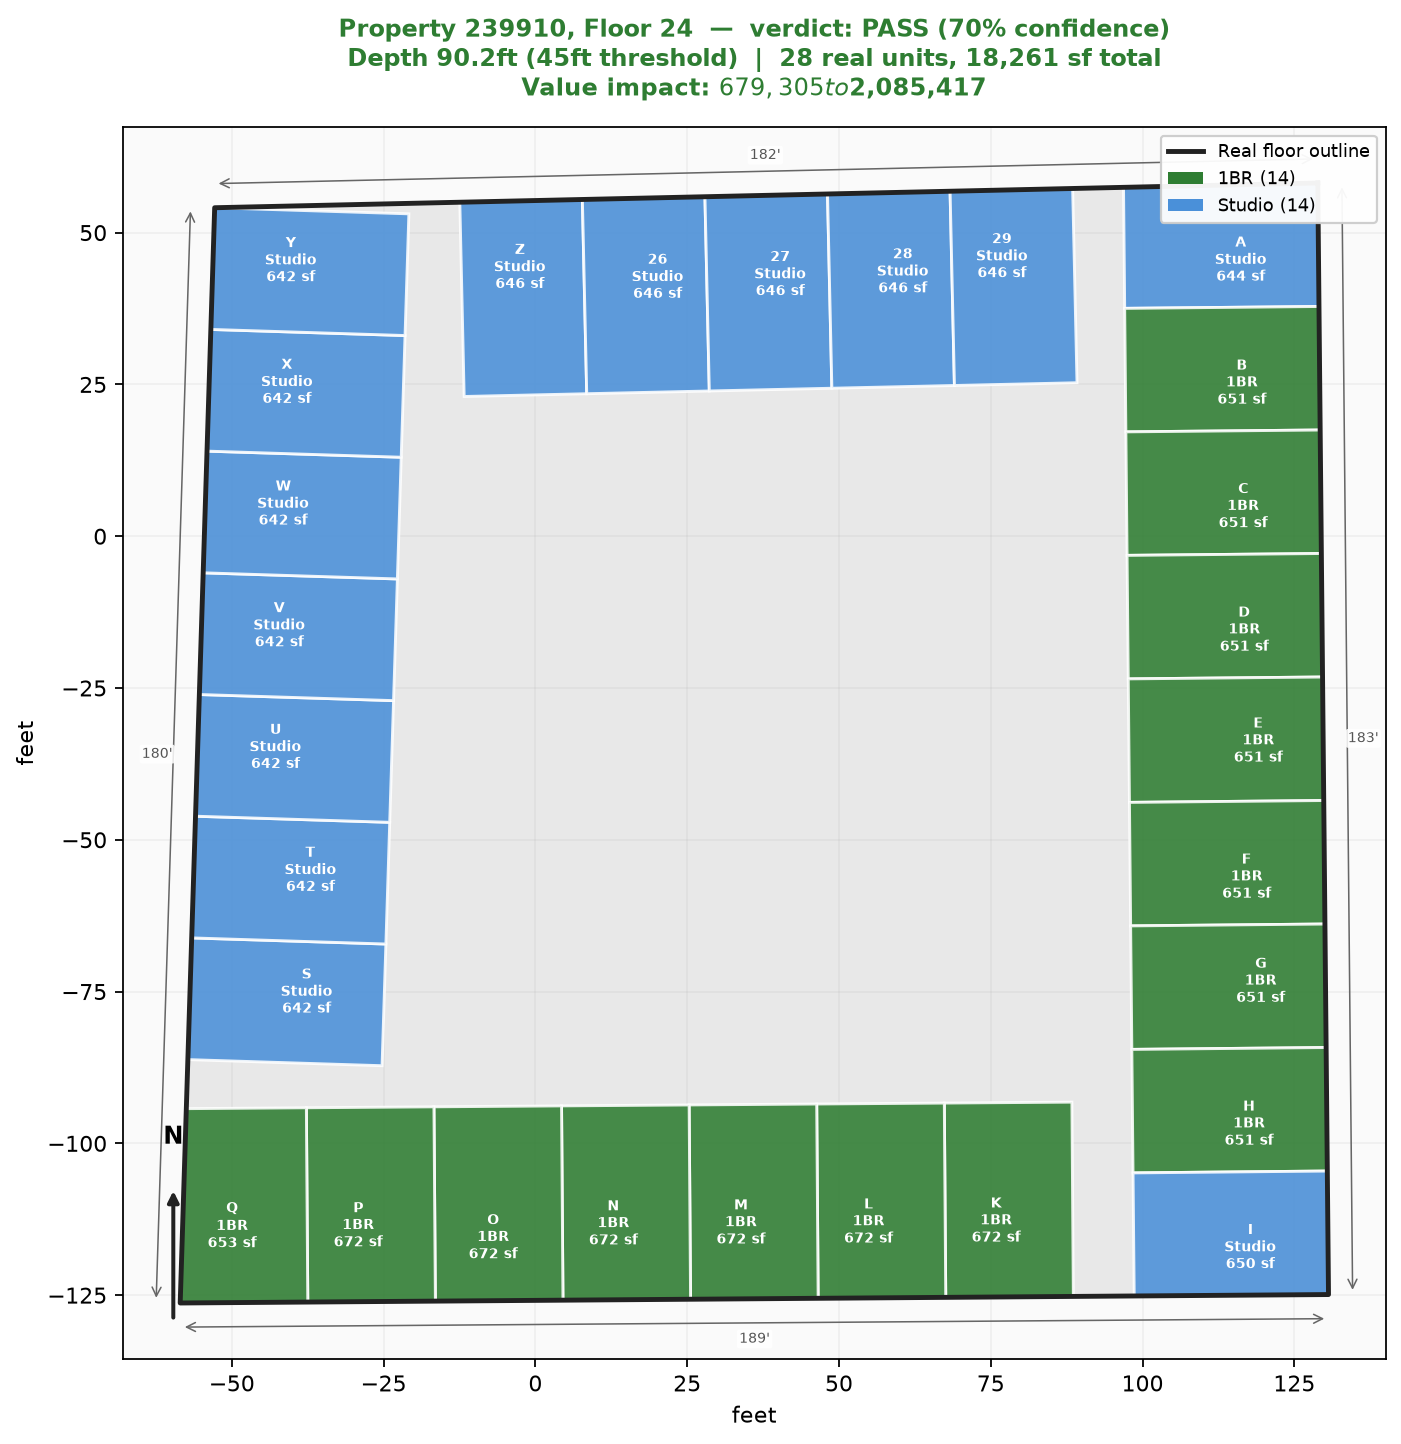 Property 239910, Floor 24 — verdict: PASS (70% confidence)
Depth 90.2ft (45ft threshold) | 28 real units, 18,261 sf total
Value impact: 679,305to2,085,417
182'
Real floor outline
1BR (14)
Studio (14)
Y
Studio
642 sf
Z
Studio
646 sf
26
Studio
646 sf
27
Studio
646 sf
28
Studio
646 sf
29
Studio
646 sf
A
Studio
644 sf
X
Studio
642 sf
B
1BR
651 sf
W
Studio
642 sf
C
1BR
651 sf
V
Studio
642 sf
D
1BR
651 sf
U
Studio
642 sf
E
1BR
651 sf
180'
183'
T
Studio
642 sf
F
1BR
651 sf
S
Studio
642 sf
G
1BR
651 sf
H
1BR
651 sf
N
Q
1BR
653 sf
P
1BR
672 sf
O
1BR
672 sf
N
1BR
672 sf
M
1BR
672 sf
L
1BR
672 sf
K
1BR
672 sf
I
Studio
650 sf
189'
50
25
0
−25
−50
−75
−100
−125
feet
−50
−25
0
25
50
75
100
125
feet